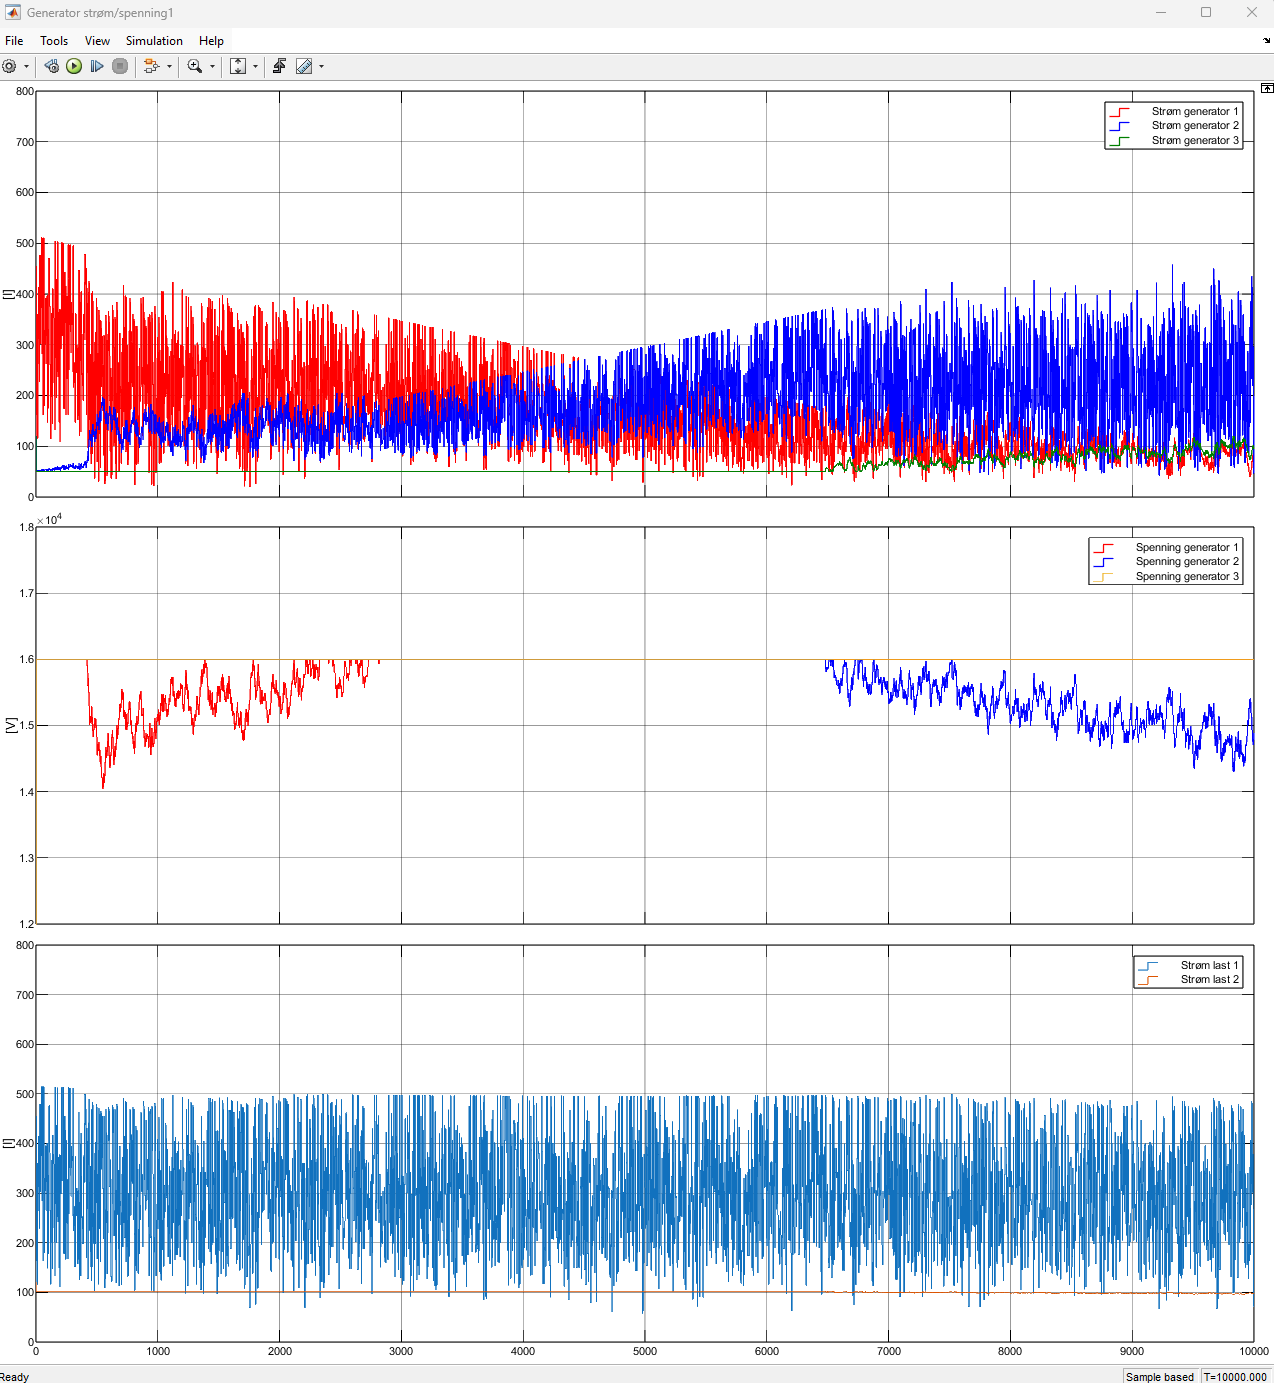 Generator strøm/spenning1
File Tools View Simulation Help
800
700
600
500
400
300
200
100
0
[I]
Strøm generator 1
Strøm generator 2
Strøm generator 3
×10⁴
1.8
1.7
1.6
1.5
1.4
1.3
1.2
[V]
Spenning generator 1
Spenning generator 2
Spenning generator 3
800
700
600
500
400
300
200
100
0
[I]
Strøm last 1
Strøm last 2
0 1000 2000 3000 4000 5000 6000 7000 8000 9000 10000
Ready
Sample based T=10000.000